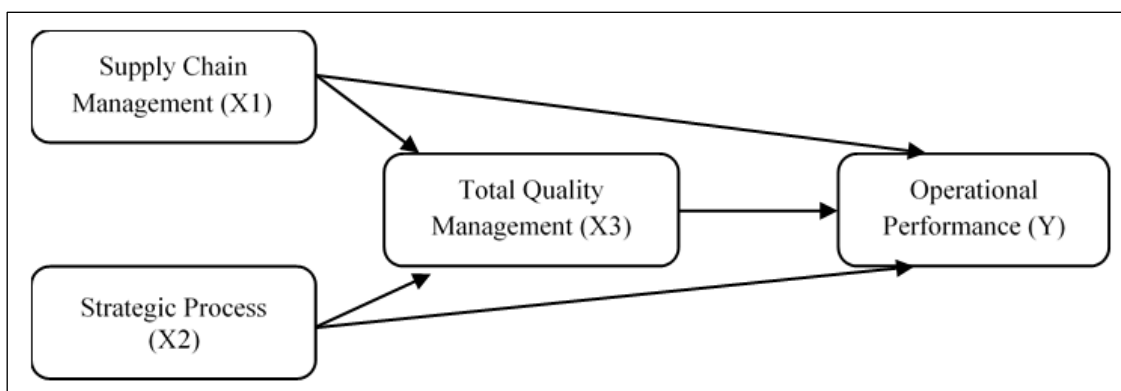 Supply Chain
Management (X1)
Total Quality
Management (X3)
Operational
Performance (Y)
Strategic Process
(X2)